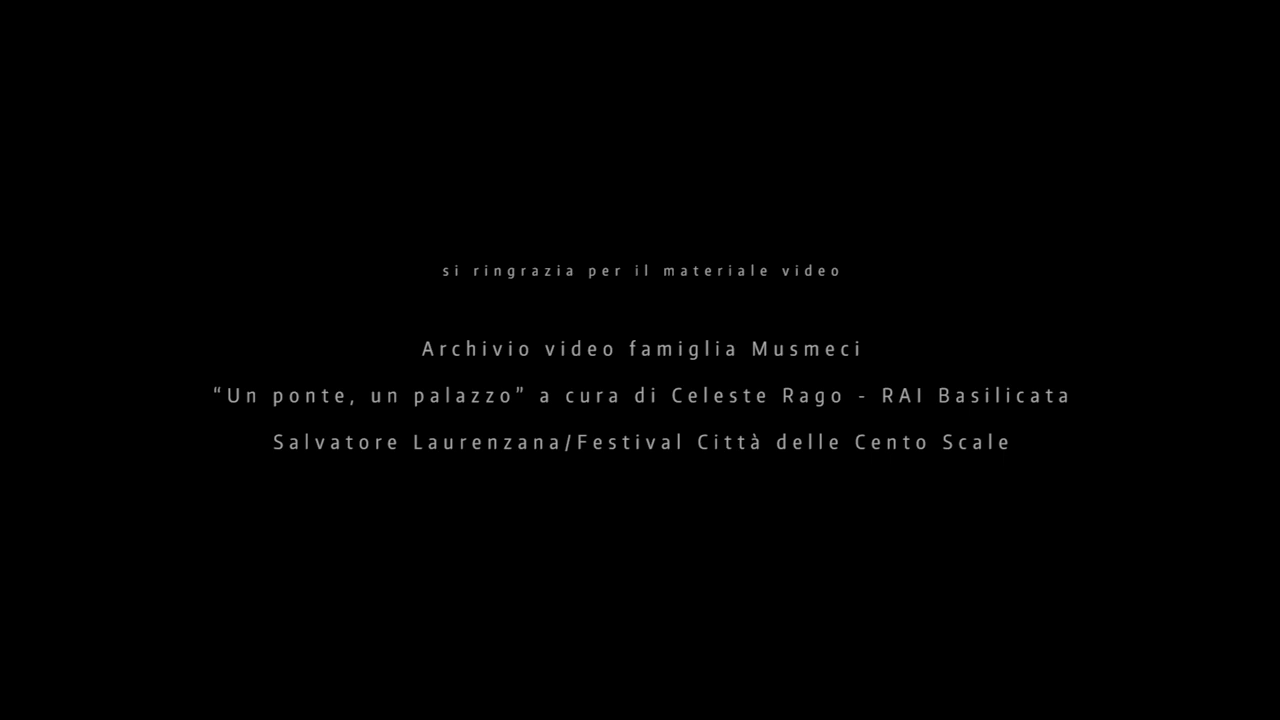 si ringrazia per il materiale video
Archivio video famiglia Musmeci
“Un ponte, un palazzo” a cura di Celeste Rago - RAI Basilicata
Salvatore Laurenzana/Festival Città delle Cento Scale